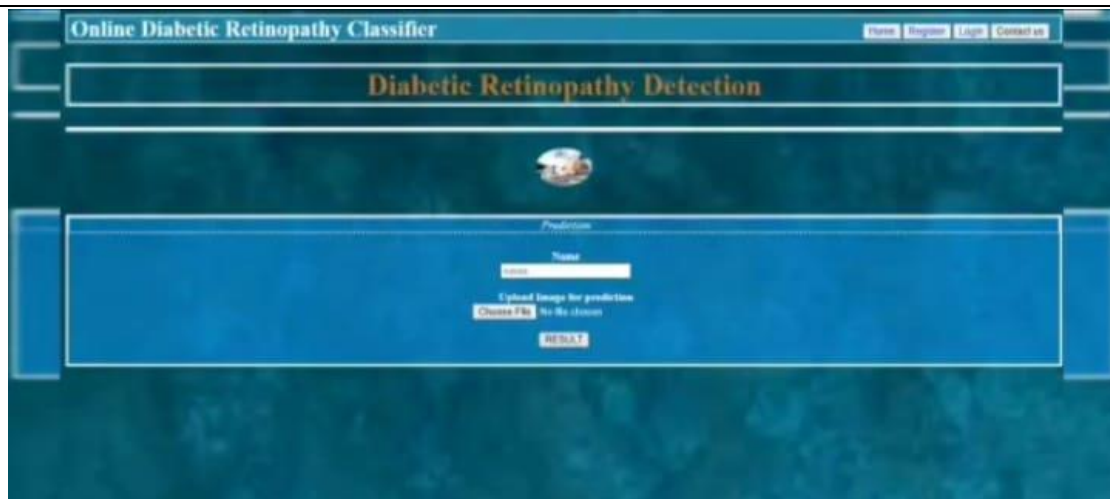 Online Diabetic Retinopathy Classifier
Home Register Login Contact us
Diabetic Retinopathy Detection
Prediction
Name
name
Upload Image for prediction
Choose File No file chosen
RESULT